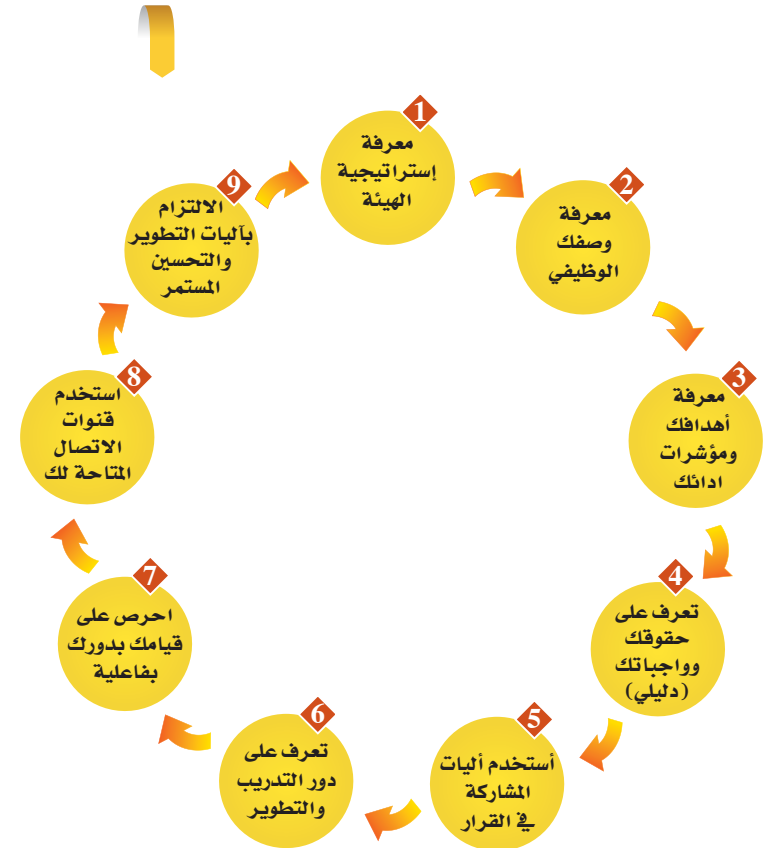 1
معرفة
إستراتيجية
الهيئة
2
معرفة
وصفك
الوظيفي
3
معرفة
أهدافك
ومؤشرات
ادائك
4
تعرف على
حقوقك
وواجباتك
(دليلي)
5
أستخدم أليات
المشاركة
في القرار
6
تعرف على
دور التدريب
والتطوير
7
احرص على
قيامك بدورك
بفاعلية
8
استخدم
قنوات
الاتصال
المتاحة لك
9
الالتزام
بآليات التطوير
والتحسين
المستمر